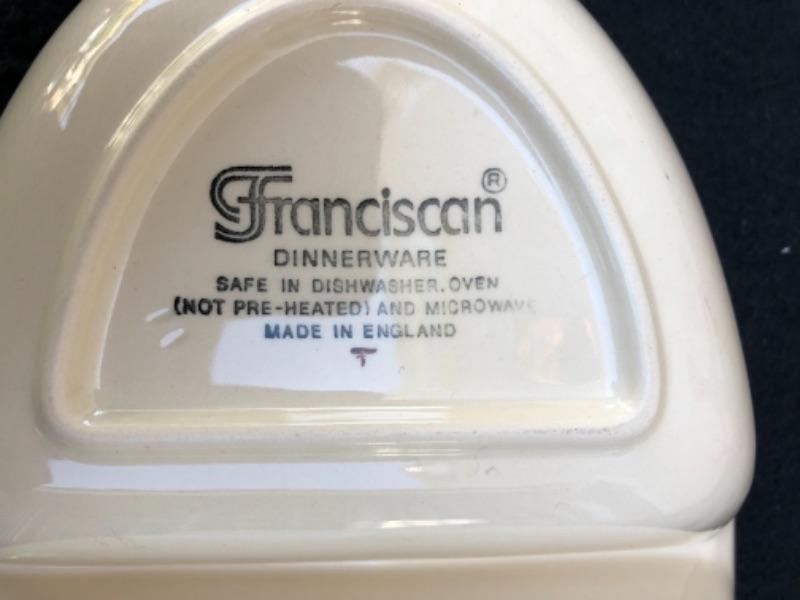 Franciscan®
DINNERWARE
SAFE IN DISHWASHER. OVEN
(NOT PRE-HEATED) AND MICROWAVE
MADE IN ENGLAND
T